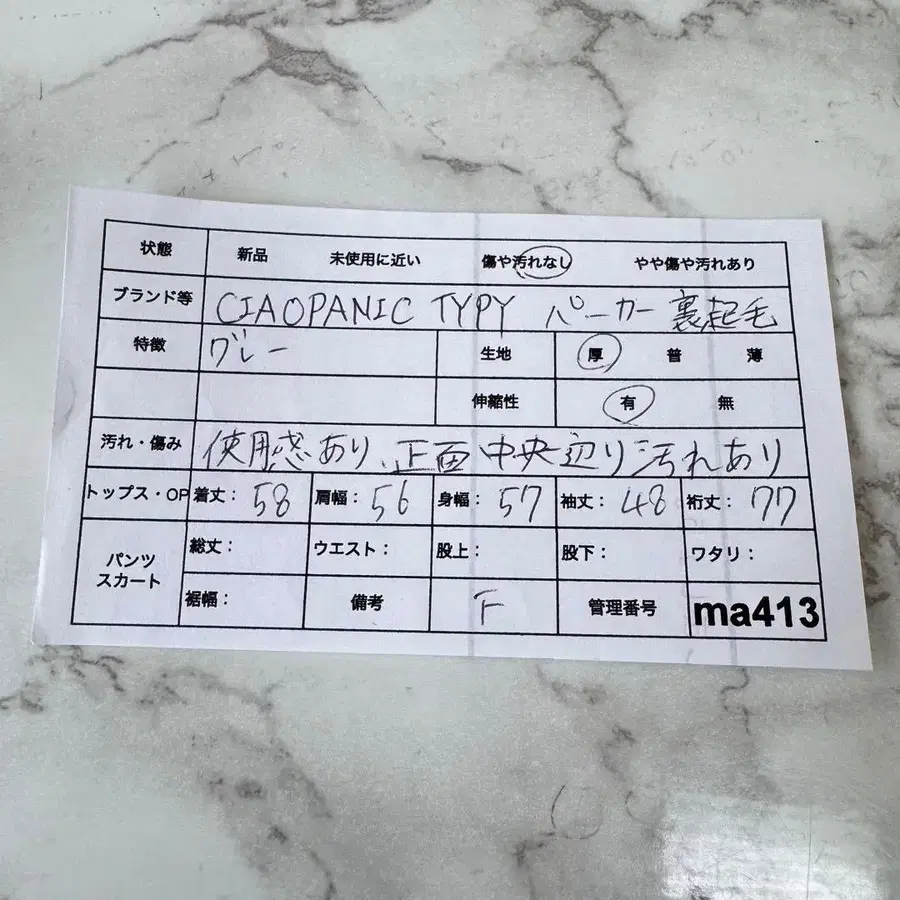 状態 新品 未使用に近い 傷や汚れなし やや傷や汚れあり
ブランド等 CIAOPANIC TYPY パーカー 裏起毛
特徴 グレー 生地 厚 普 薄
伸縮性 有 無
汚れ・傷み 使用感あり、正面中央辺り汚れあり
トップス・OP 着丈: 58 肩幅: 56 身幅: 57 袖丈: 48 裄丈: 77
パンツ スカート 総丈: ウエスト: 股上: 股下: ワタリ:
裾幅: 備考 F 管理番号 ma413